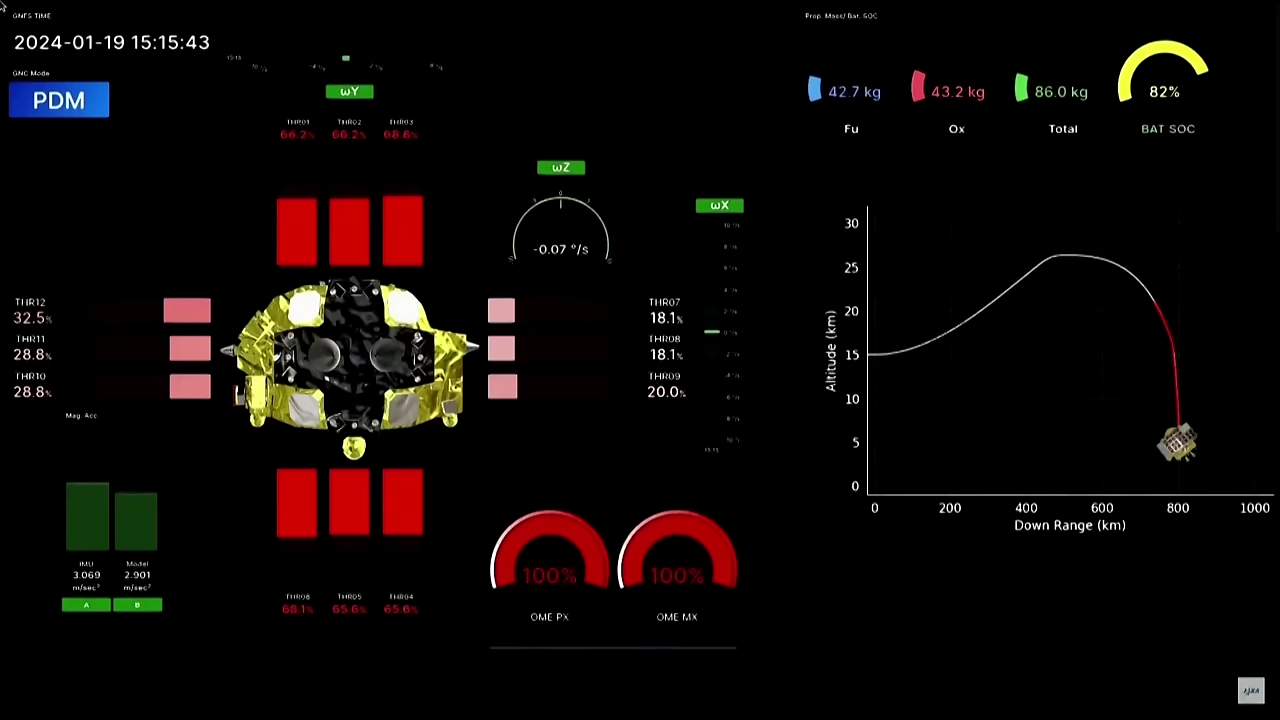 GNFS TIME
2024-01-19 15:15:43
GNC Mode
PDM
ωY
THR01 THR02 THR03
66.2% 66.2% 68.8%
ωZ
-0.07 °/s
ωX
THR12
32.5%
THR11
28.8%
THR10
28.8%
THR07
18.1%
THR08
18.1%
THR09
20.0%
Mag. Acc.
IMU Model
3.069 2.901
m/sec² m/sec²
A B
THR06 THR05 THR04
68.1% 65.6% 65.6%
100% 100%
OME PX OME MX
Prop. Mass/ Bat. SOC
42.7 kg 43.2 kg 86.0 kg 82%
Fu Ox Total BAT SOC
Altitude (km)
30
25
20
15
10
5
0
0 200 400 600 800 1000
Down Range (km)
JAXA